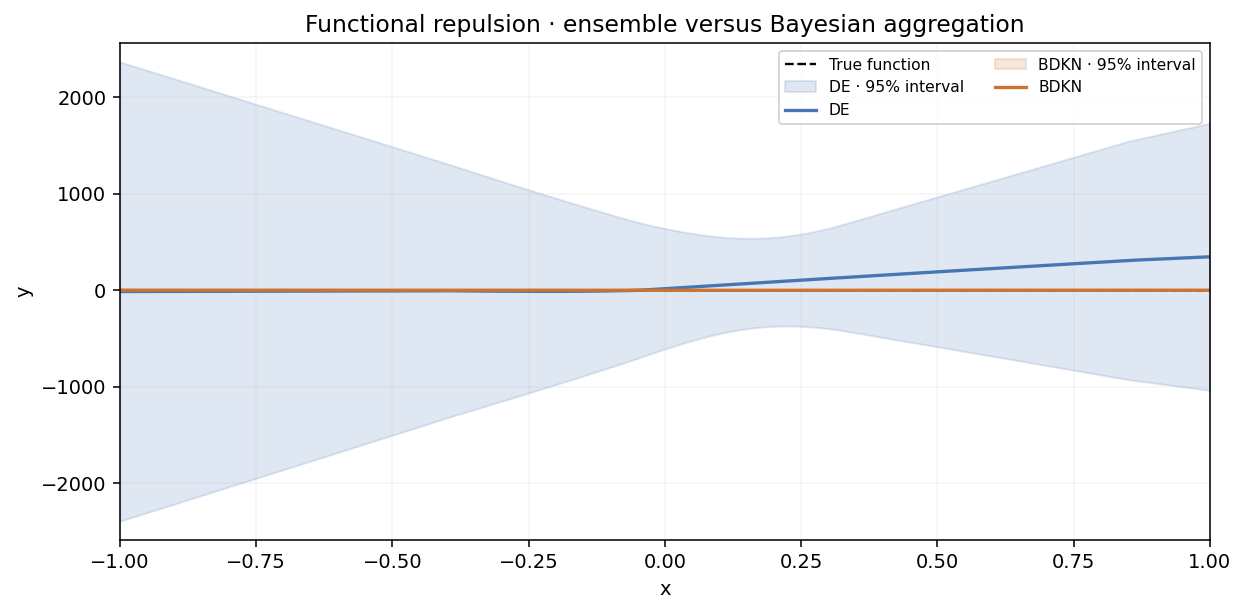 Functional repulsion · ensemble versus Bayesian aggregation
True function
DE · 95% interval
DE
BDKN · 95% interval
BDKN
y
2000
1000
0
−1000
−2000
−1.00 −0.75 −0.50 −0.25 0.00 0.25 0.50 0.75 1.00
x